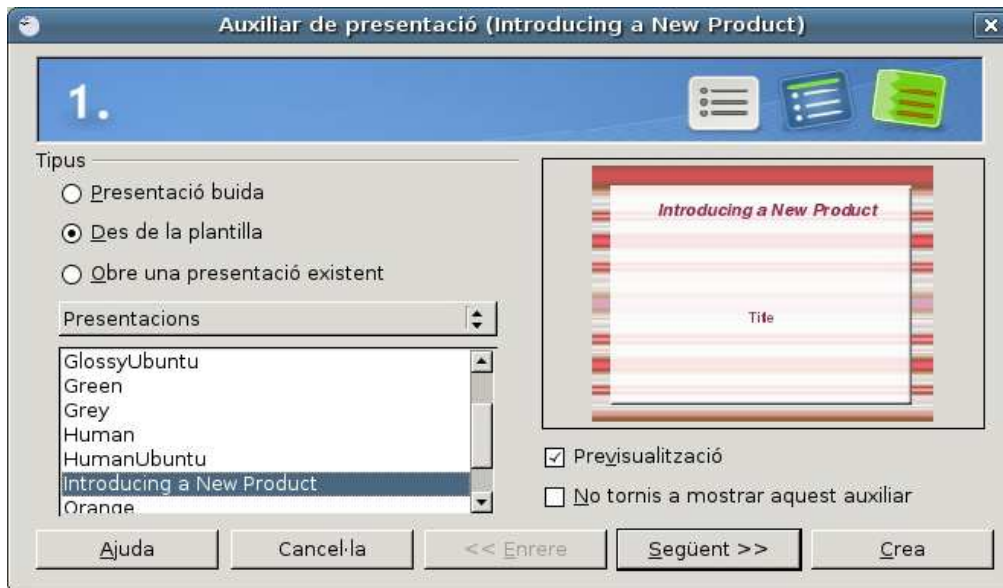 Auxiliar de presentació (Introducing a New Product)
1.
Tipus
Presentació buida
Des de la plantilla
Obre una presentació existent
Presentacions
GlossyUbuntu
Green
Grey
Human
HumanUbuntu
Introducing a New Product
Orange
Introducing a New Product
Title
Previsualització
No tornis a mostrar aquest auxiliar
Ajuda
Cancel·la
<< Enrere
Següent >>
Crea